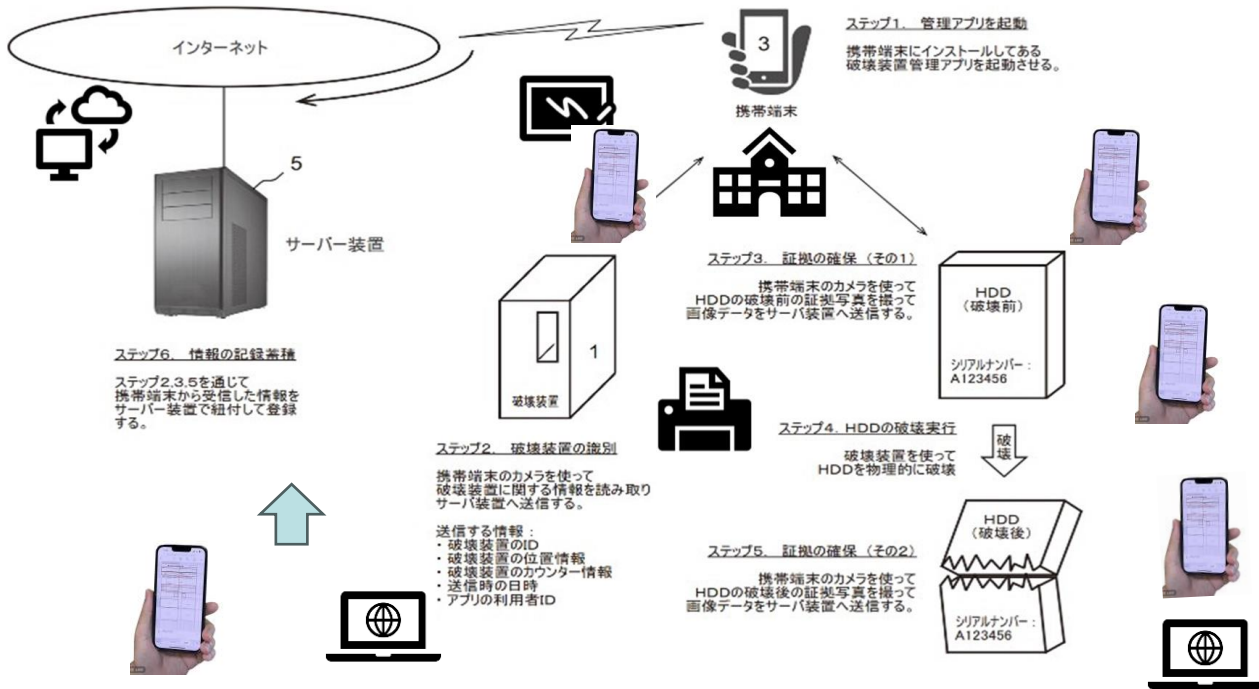 インターネット
5
サーバー装置
ステップ6. 情報の記録蓄積
ステップ2,3,5を通じて
携帯端末から受信した情報を
サーバー装置で紐付して登録
する。
3
携帯端末
ステップ1. 管理アプリを起動
携帯端末にインストールしてある
破壊装置管理アプリを起動させる。
1
破壊装置
ステップ2. 破壊装置の識別
携帯端末のカメラを使って
破壊装置に関する情報を読み取り
サーバ装置へ送信する。
送信する情報：
・破壊装置のID
・破壊装置の位置情報
・破壊装置のカウンター情報
・送信時の日時
・アプリの利用者ID
ステップ3. 証拠の確保（その1）
携帯端末のカメラを使って
HDDの破壊前の証拠写真を撮って
画像データをサーバ装置へ送信する。
HDD
（破壊前）
シリアルナンバー：
A123456
ステップ4. HDDの破壊実行
破壊装置を使って
HDDを物理的に破壊
破
壊
ステップ5. 証拠の確保（その2）
携帯端末のカメラを使って
HDDの破壊後の証拠写真を撮って
画像データをサーバ装置へ送信する。
HDD
（破壊後）
シリアルナンバー：
A123456